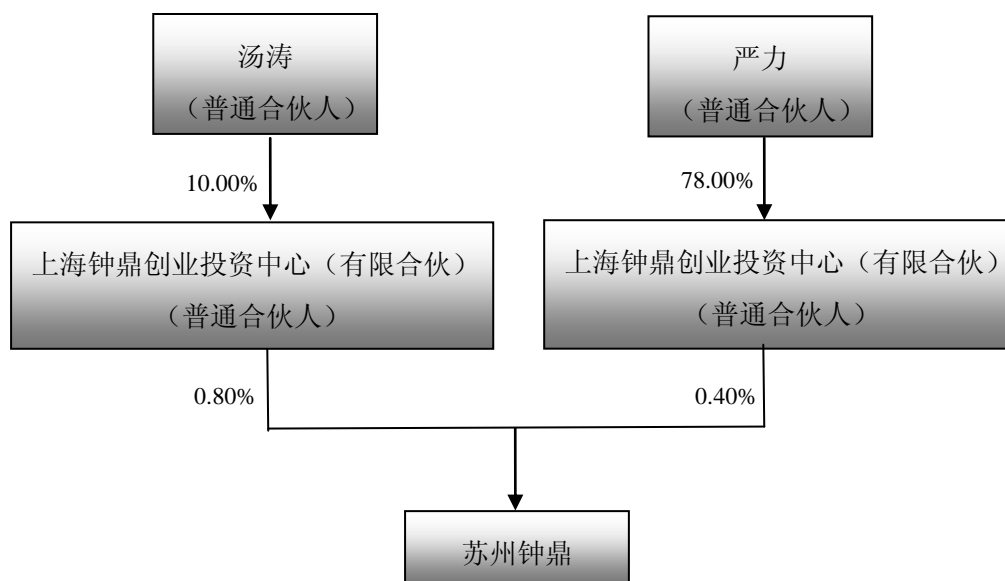 汤涛
（普通合伙人）
严力
（普通合伙人）
10.00%
78.00%
上海钟鼎创业投资中心（有限合伙）
（普通合伙人）
上海钟鼎创业投资中心（有限合伙）
（普通合伙人）
0.80%
0.40%
苏州钟鼎